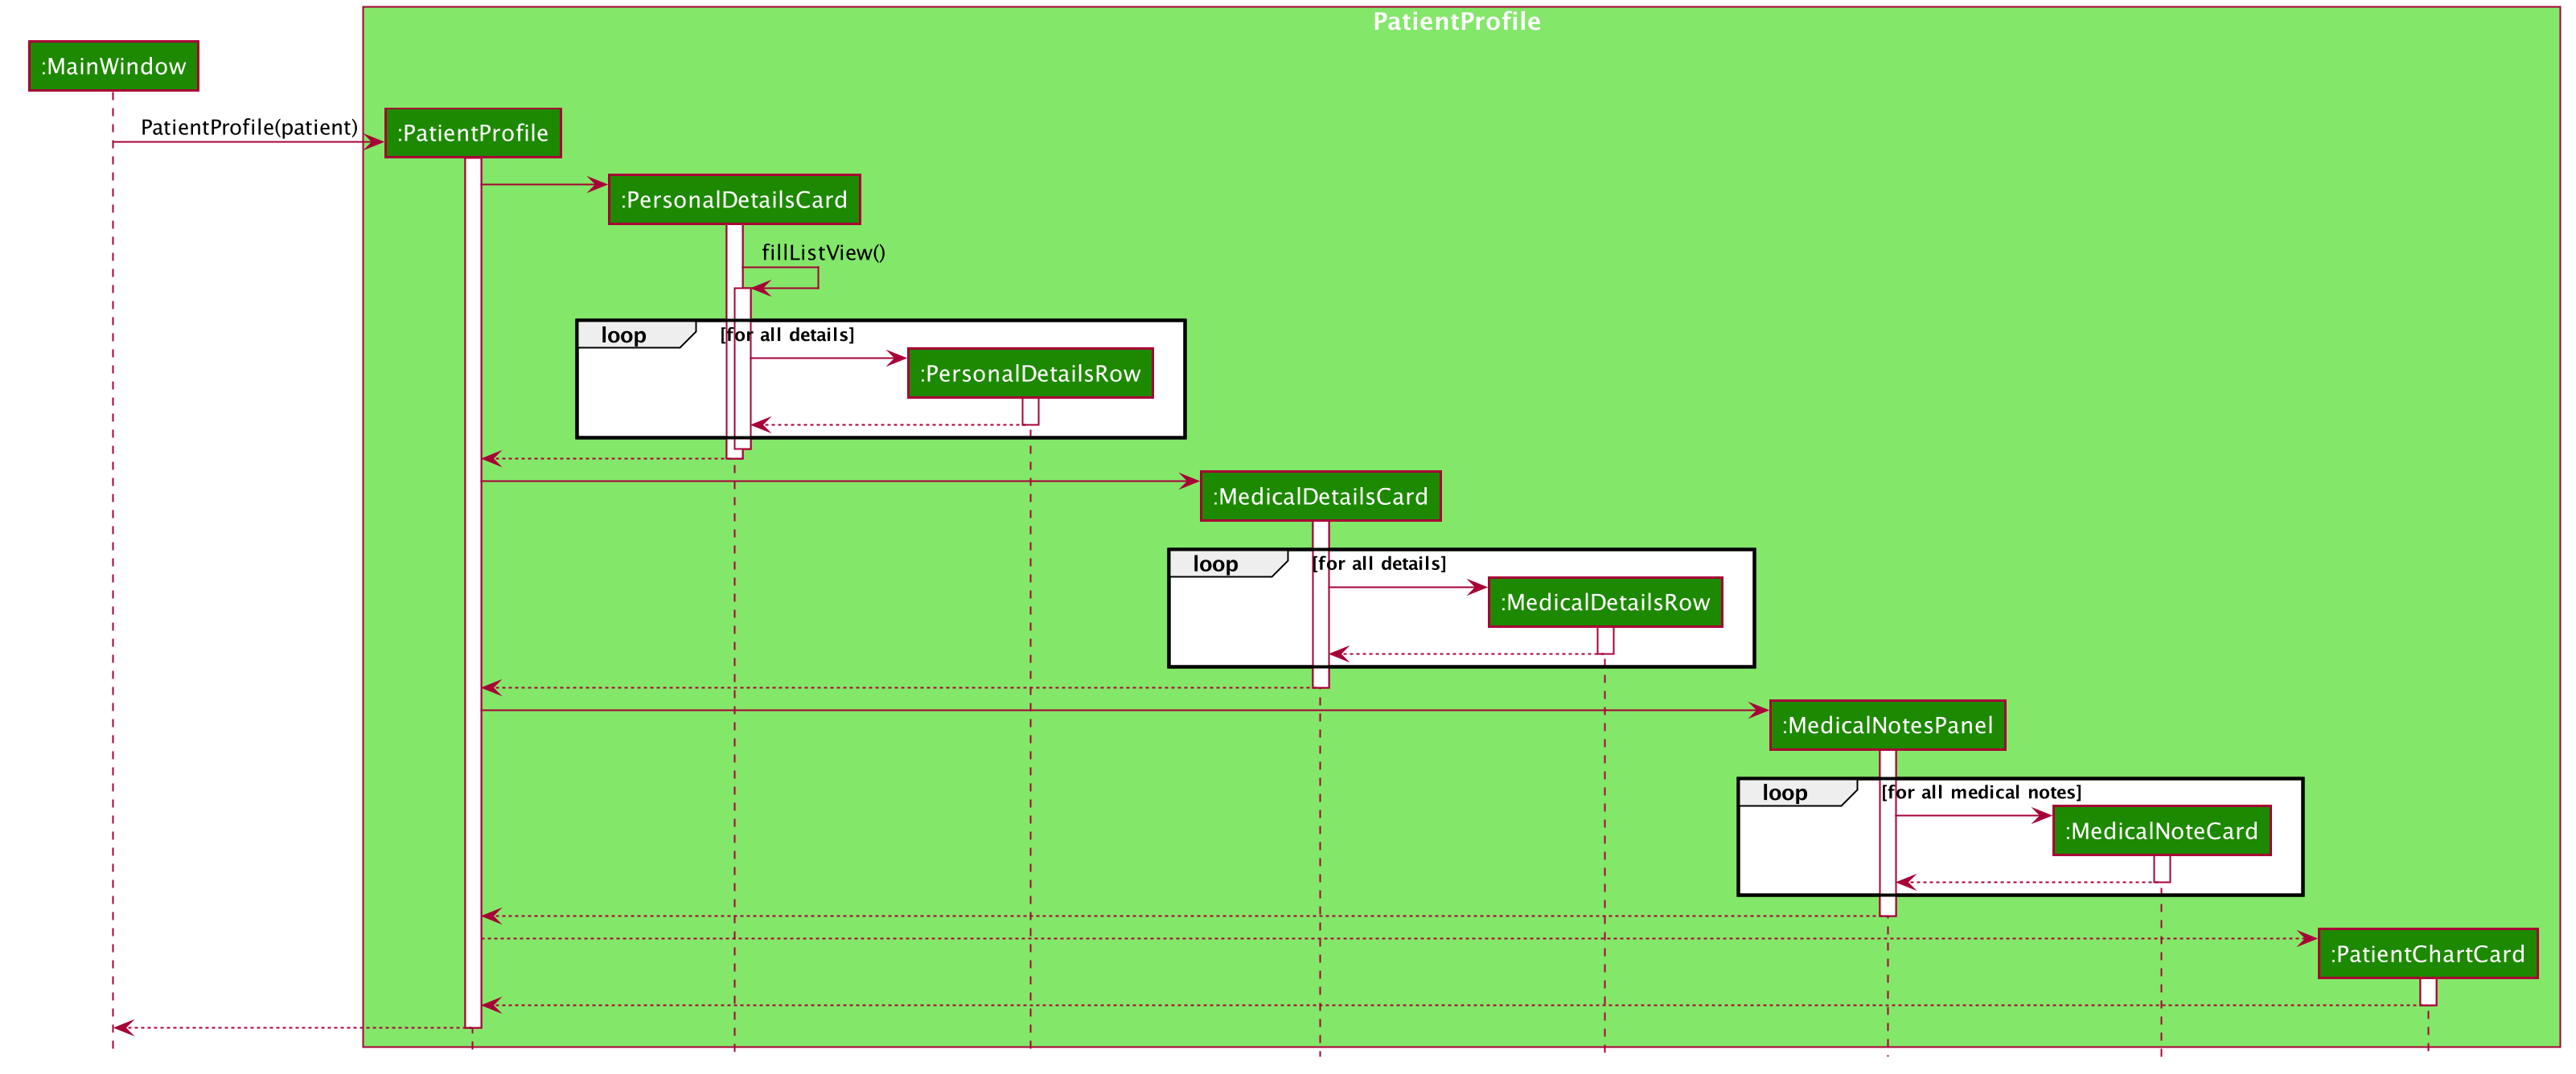 PatientProfile
:MainWindow
PatientProfile(patient)
:PatientProfile
:PersonalDetailsCard
fillListView()
loop [for all details]
:PersonalDetailsRow
:MedicalDetailsCard
loop [for all details]
:MedicalDetailsRow
:MedicalNotesPanel
loop [for all medical notes]
:MedicalNoteCard
:PatientChartCard